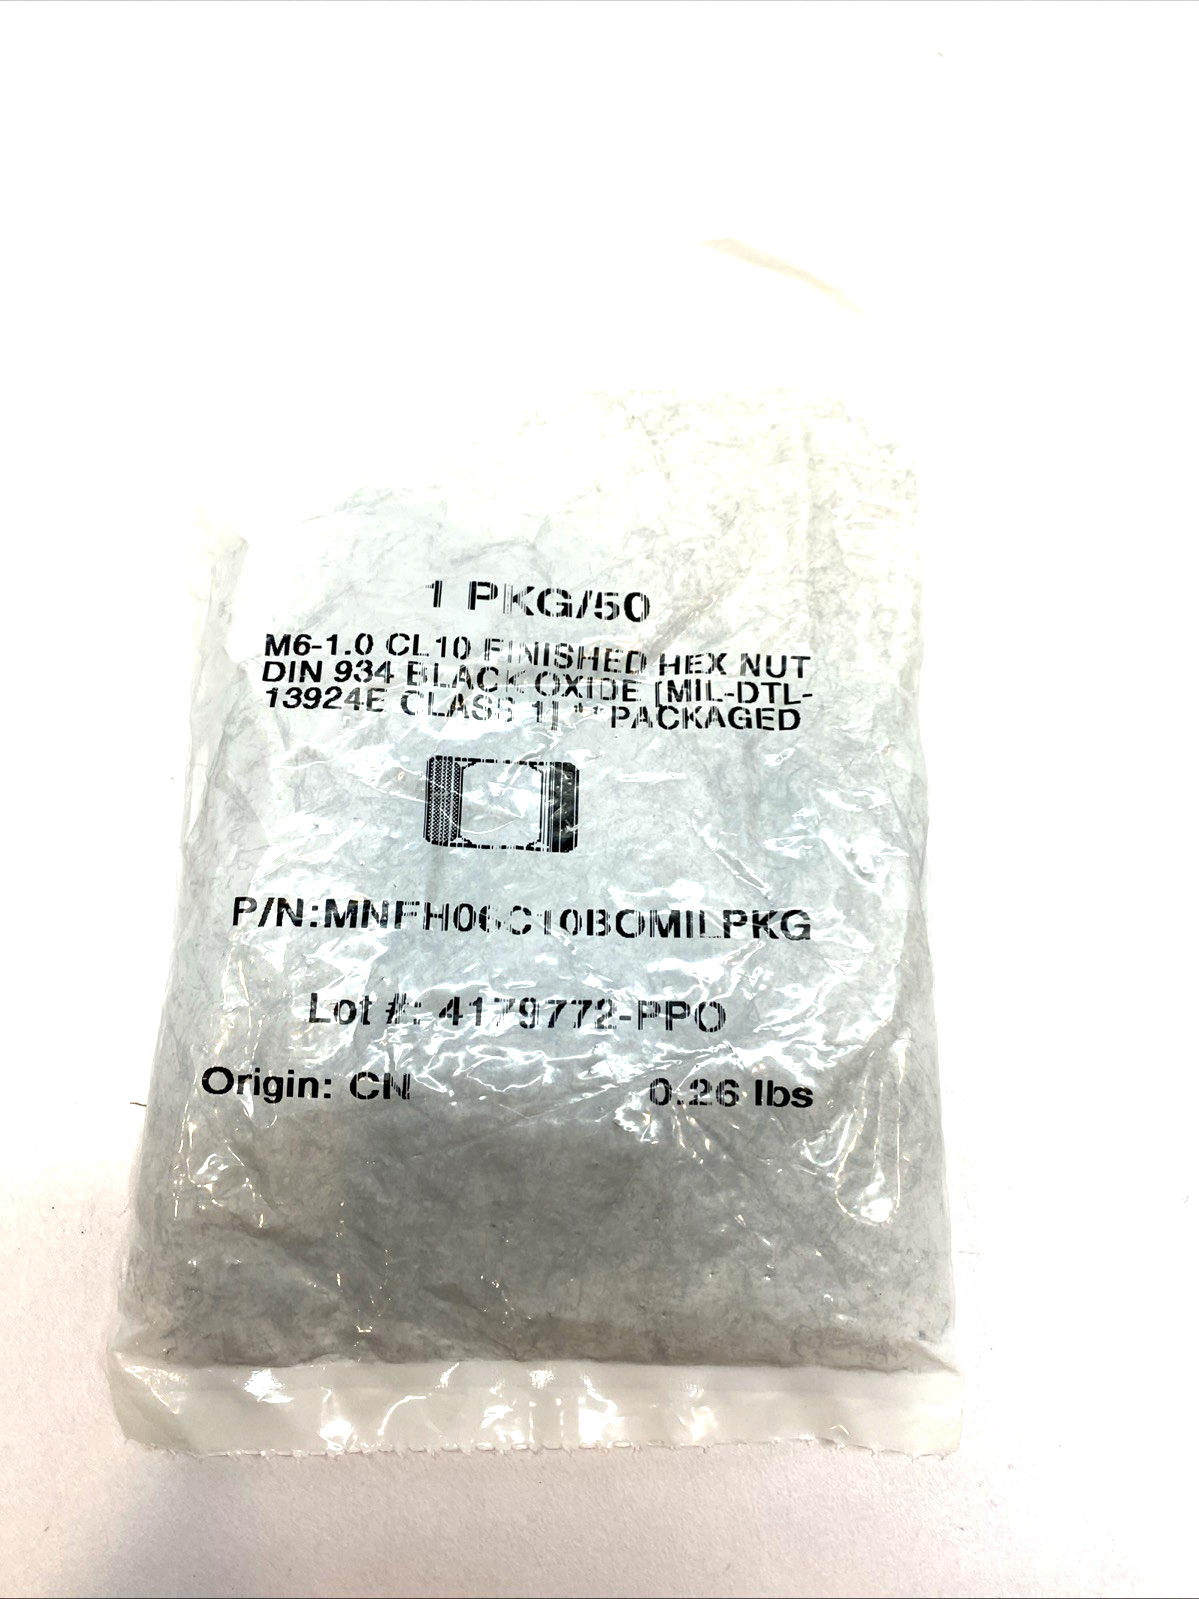 1 PKG/50
M6-1.0 CL10 FINISHED HEX NUT
DIN 934 BLACK OXIDE [MIL-DTL-
13924E CLASS 1] **PACKAGED
P/N:MNFH06C10BOMILPKG
Lot #: 4179772-PPO
Origin: CN 0.26 lbs